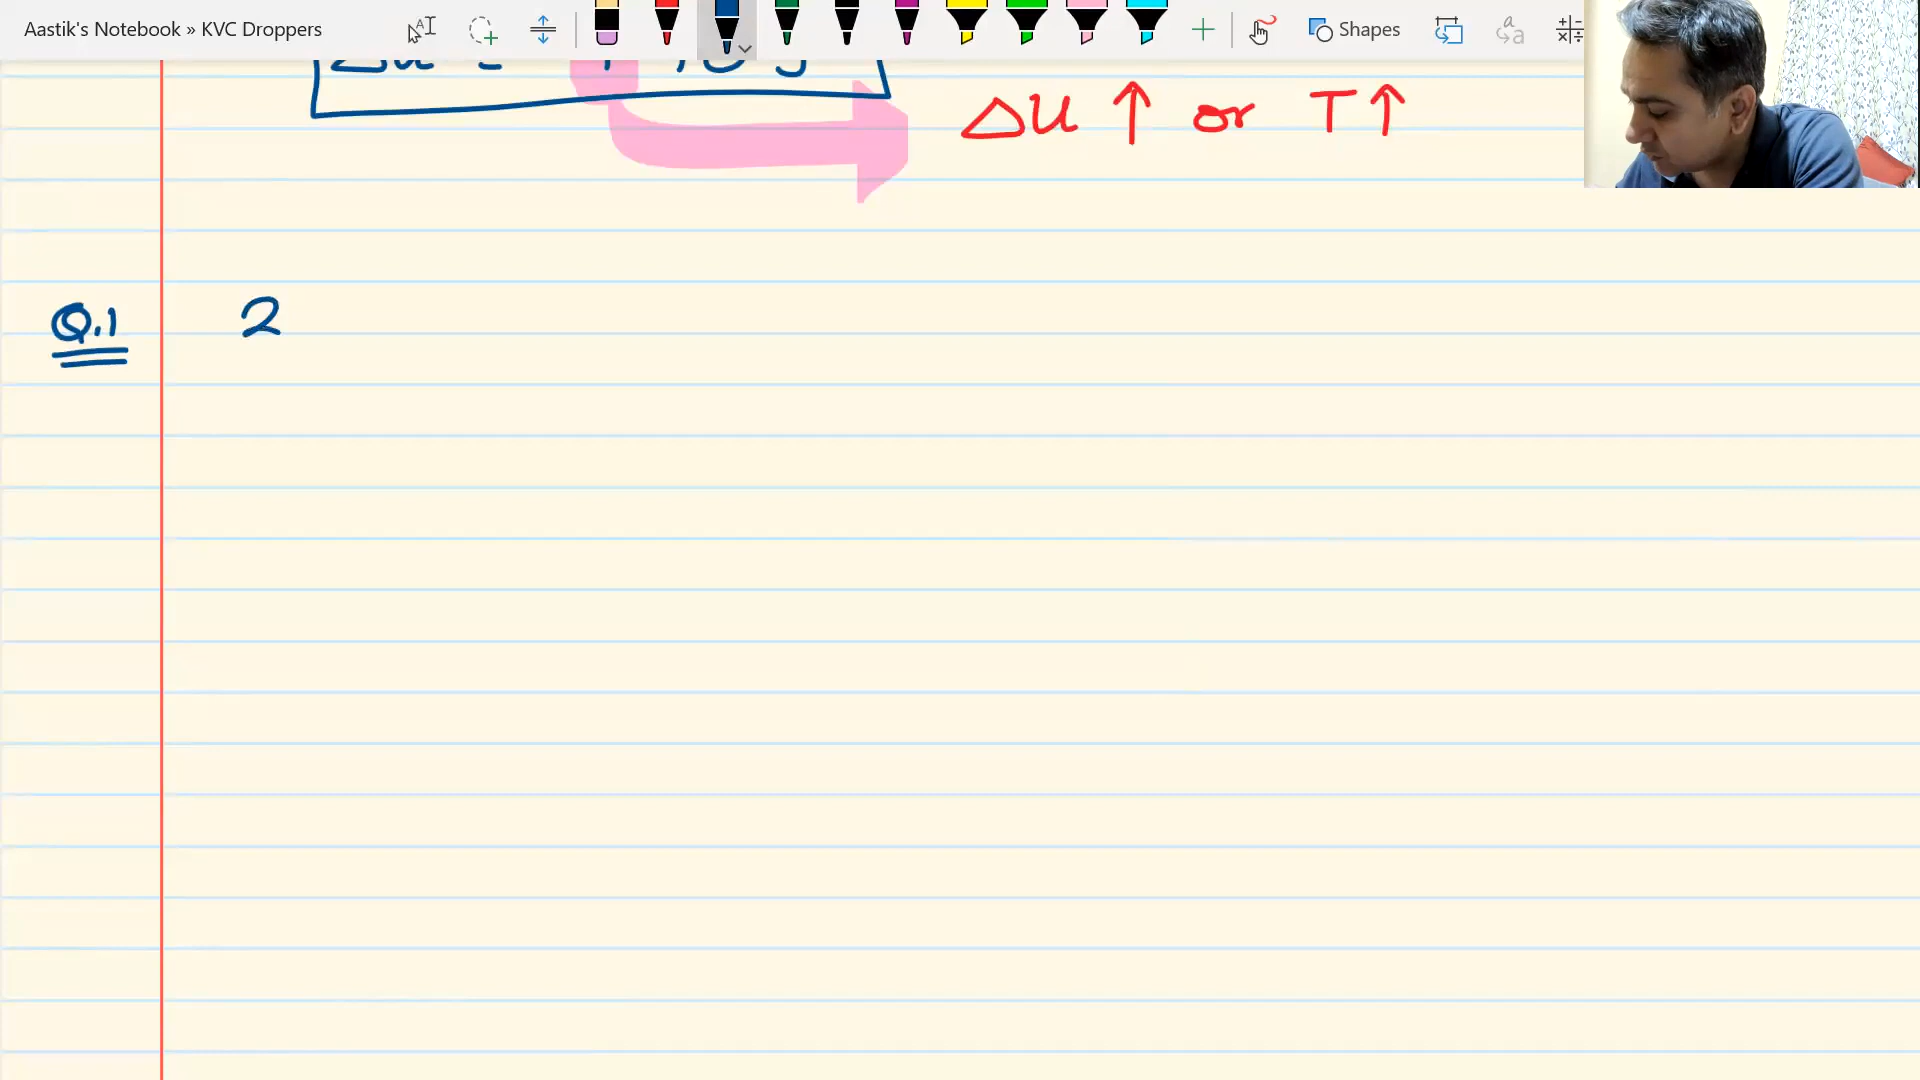 Aastik's Notebook » KVC Droppers
Shapes
ΔU ↑ or T ↑
Q.1 2